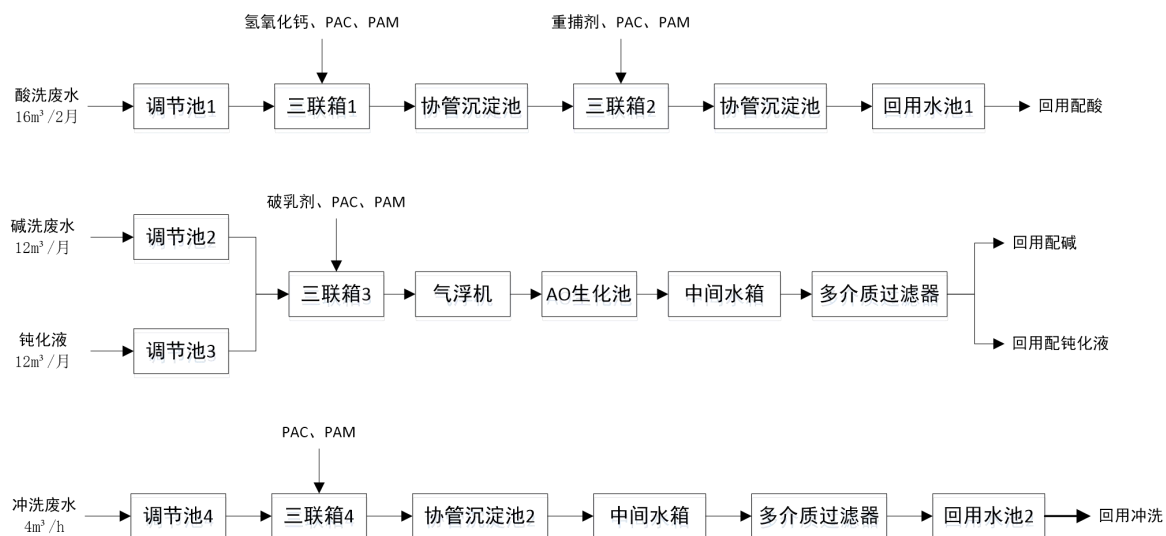 氢氧化钙、PAC、PAM
重捕剂、PAC、PAM
酸洗废水
16m³/2月
调节池1
三联箱1
协管沉淀池
三联箱2
协管沉淀池
回用水池1
回用配酸
破乳剂、PAC、PAM
碱洗废水
12m³/月
调节池2
回用配碱
三联箱3
气浮机
AO生化池
中间水箱
多介质过滤器
钝化液
12m³/月
调节池3
回用配钝化液
PAC、PAM
冲洗废水
4m³/h
调节池4
三联箱4
协管沉淀池2
中间水箱
多介质过滤器
回用水池2
回用冲洗